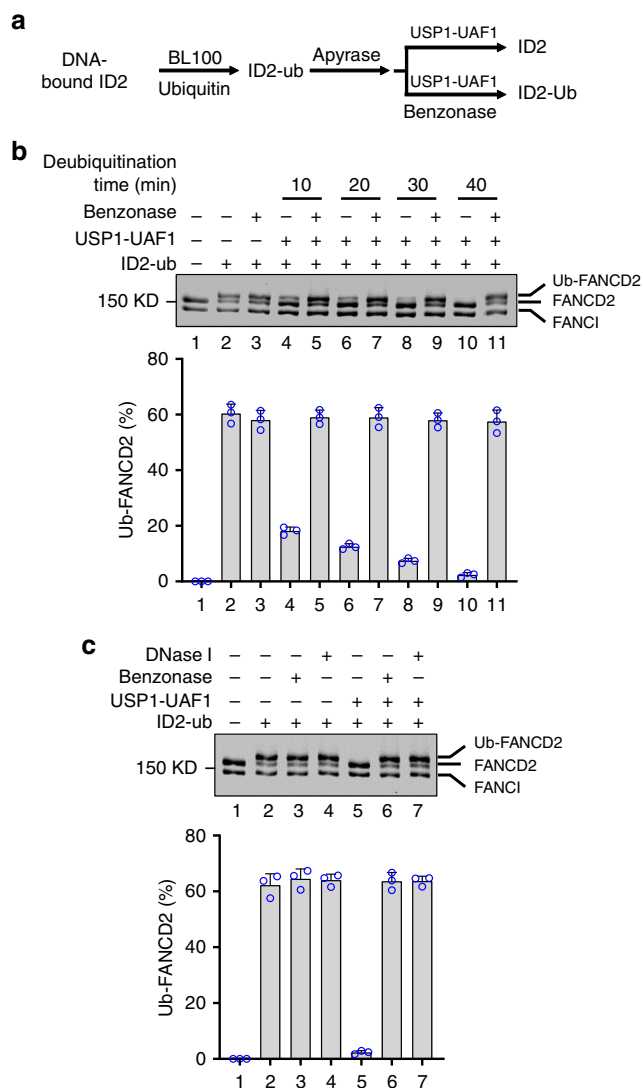 a
DNA-
bound ID2
BL100
Ubiquitin
ID2-ub
Apyrase
USP1-UAF1
ID2
USP1-UAF1
Benzonase
ID2-Ub
b
Deubiquitination
time (min)
10 20 30 40
Benzonase – – + – + – + – + – +
USP1-UAF1 – – – + + + + + + + +
ID2-ub – + + + + + + + + + +
150 KD
Ub-FANCD2
FANCD2
FANCI
1 2 3 4 5 6 7 8 9 10 11
Ub-FANCD2 (%)
80
60
40
20
0
1 2 3 4 5 6 7 8 9 10 11
c
DNase I – – – + – – +
Benzonase – – + – – + –
USP1-UAF1 – – – – + + +
ID2-ub – + + + + + +
150 KD
Ub-FANCD2
FANCD2
FANCI
1 2 3 4 5 6 7
Ub-FANCD2 (%)
80
60
40
20
0
1 2 3 4 5 6 7